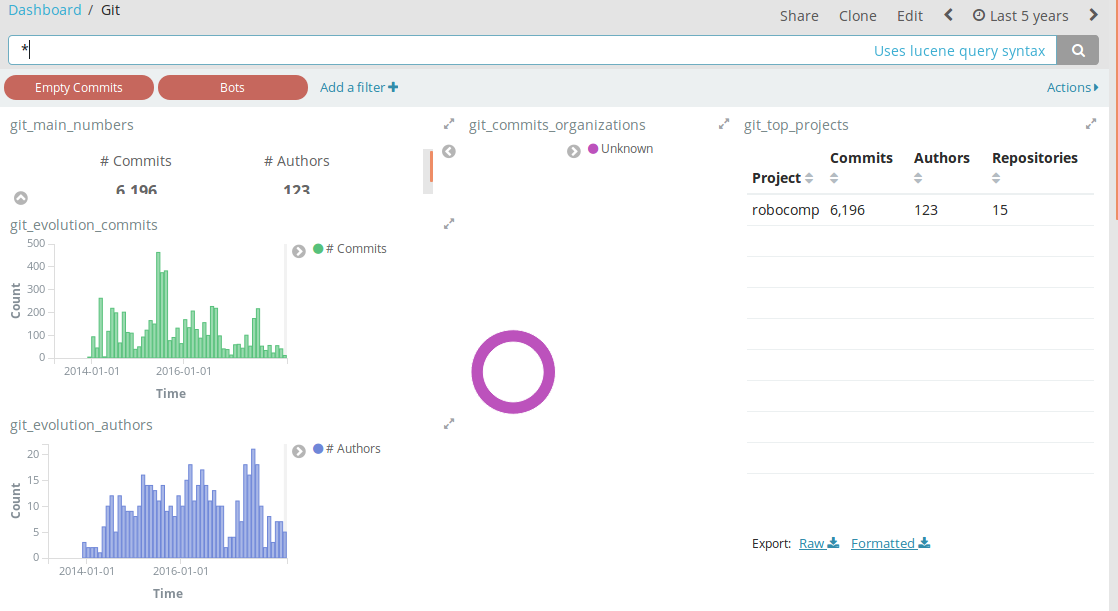 Dashboard / Git
Share Clone Edit Last 5 years
* Uses lucene query syntax
Empty Commits Bots Add a filter Actions
git_main_numbers
# Commits # Authors
6,196 123
git_evolution_commits
500
400
300
200
100
0
Count
2014-01-01 2016-01-01
Time
# Commits
git_evolution_authors
20
15
10
5
0
Count
2014-01-01 2016-01-01
Time
# Authors
git_commits_organizations
Unknown
git_top_projects
Project Commits Authors Repositories
robocomp 6,196 123 15
Export: Raw Formatted